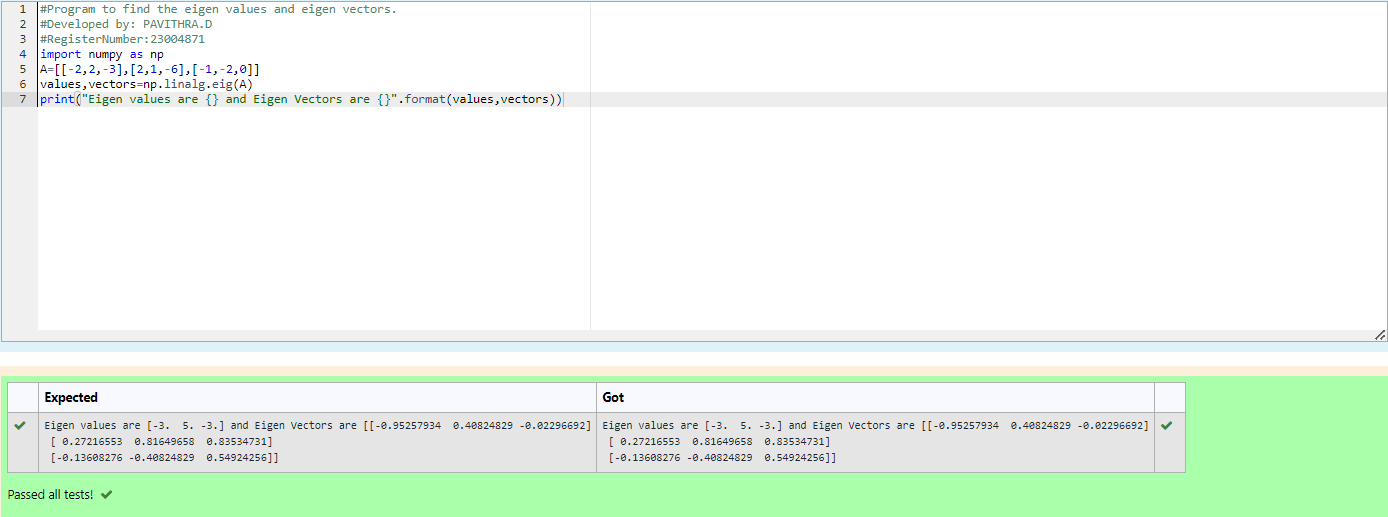 1 #Program to find the eigen values and eigen vectors.
2 #Developed by: PAVITHRA.D
3 #RegisterNumber:23004871
4 import numpy as np
5 A=[[-2,2,-3],[2,1,-6],[-1,-2,0]]
6 values,vectors=np.linalg.eig(A)
7 print("Eigen values are {} and Eigen Vectors are {}".format(values,vectors))
Expected Got
Eigen values are [-3.  5. -3.] and Eigen Vectors are [[-0.95257934  0.40824829 -0.02296692] Eigen values are [-3.  5. -3.] and Eigen Vectors are [[-0.95257934  0.40824829 -0.02296692]
[ 0.27216553  0.81649658  0.83534731] [ 0.27216553  0.81649658  0.83534731]
[-0.13608276 -0.40824829  0.54924256]] [-0.13608276 -0.40824829  0.54924256]]
Passed all tests!